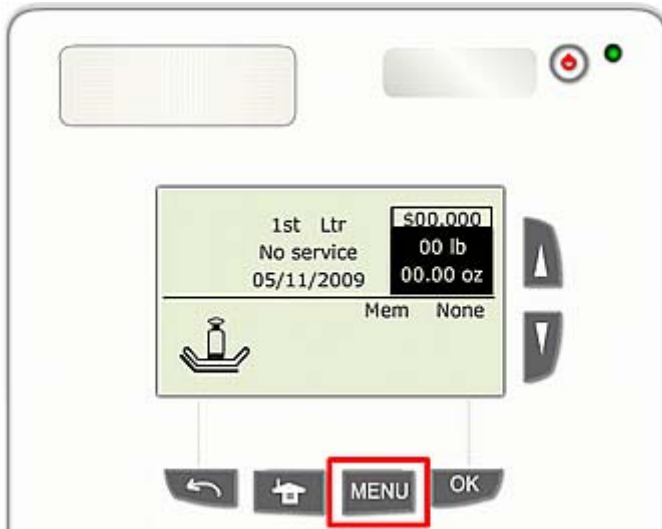 1st Ltr $00.000
No service 00 lb
05/11/2009 00.00 oz
Mem None
MENU OK